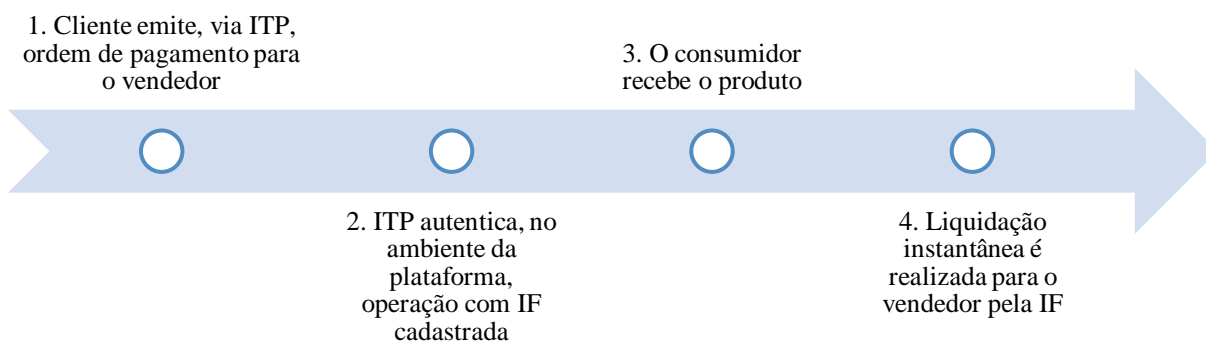 1. Cliente emite, via ITP,
ordem de pagamento para
o vendedor
2. ITP autentica, no
ambiente da
plataforma,
operação com IF
cadastrada
3. O consumidor
recebe o produto
4. Liquidação
instantânea é
realizada para o
vendedor pela IF